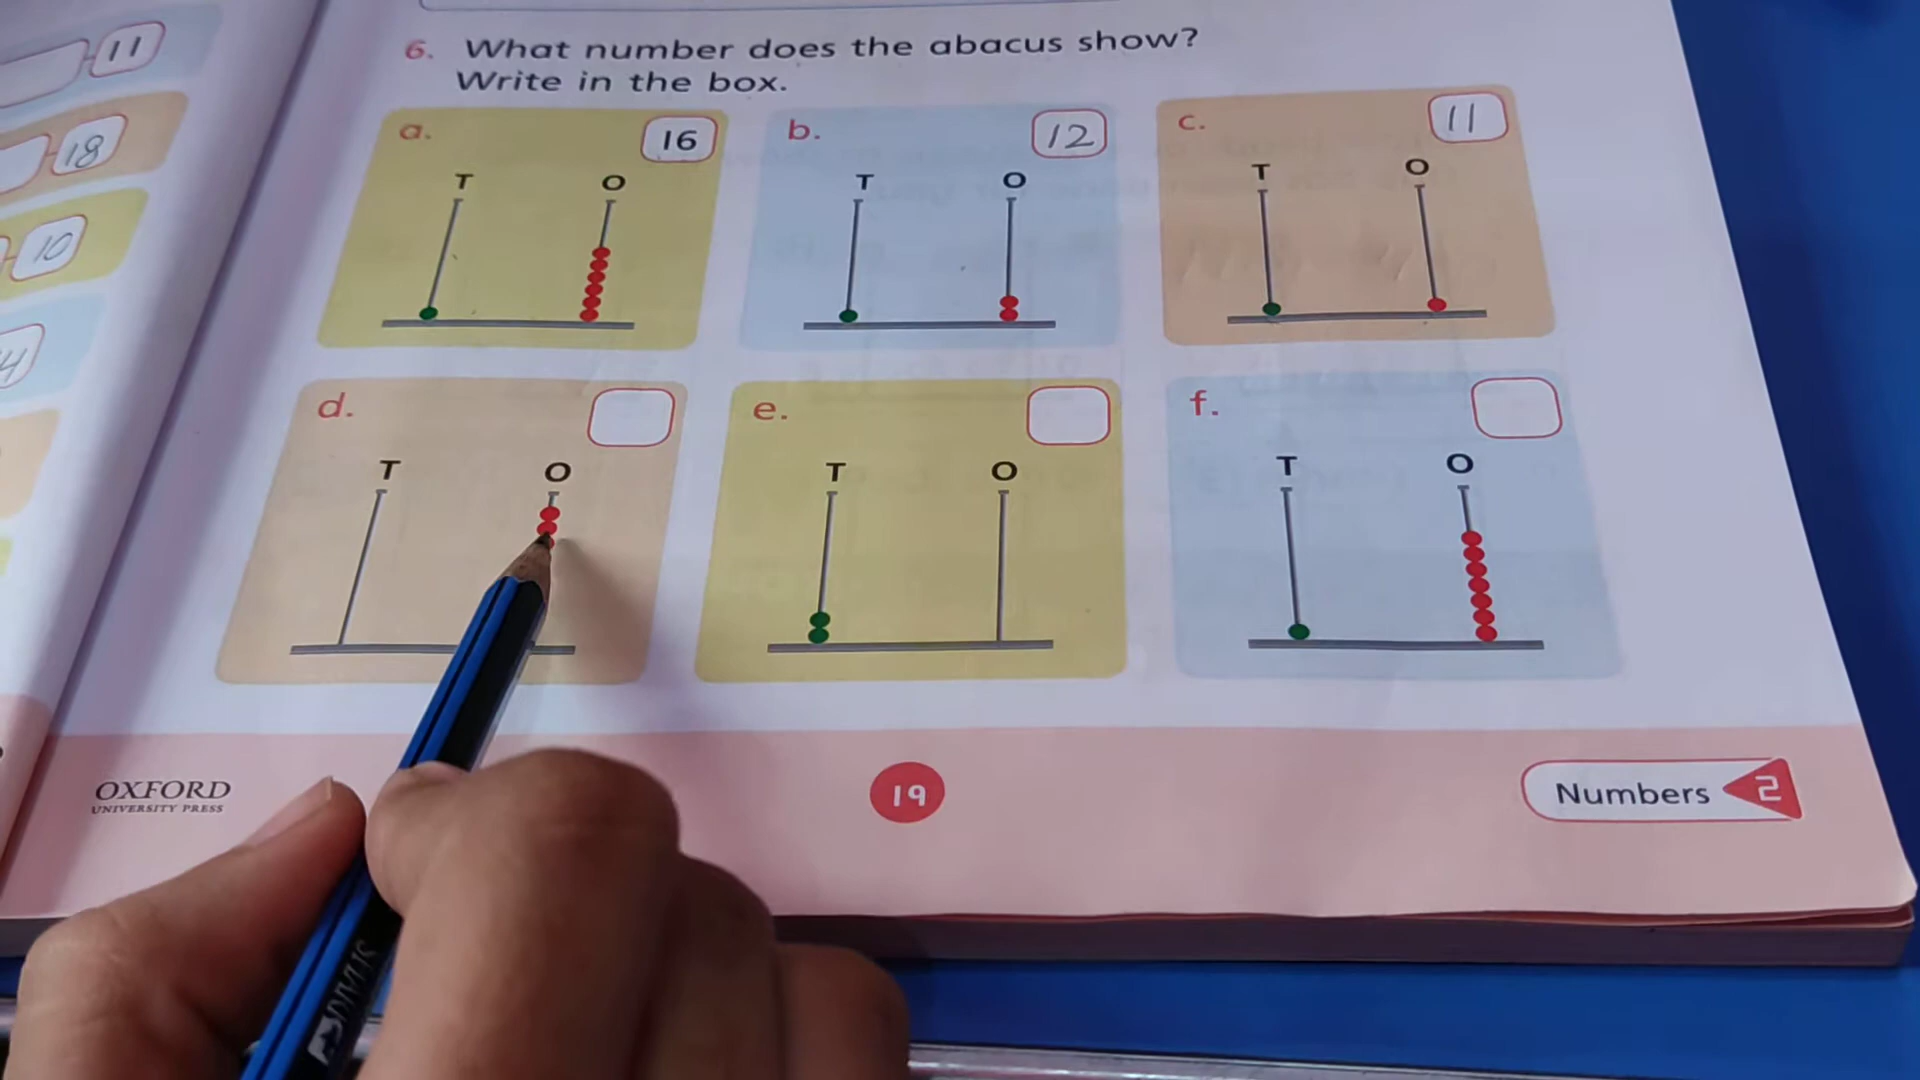 11
18
10
6. What number does the abacus show?
Write in the box.
a. 16
T O
b. 12
T O
c. 11
T O
d.
T O
e.
T O
f.
T O
OXFORD
UNIVERSITY PRESS
19
Numbers 2